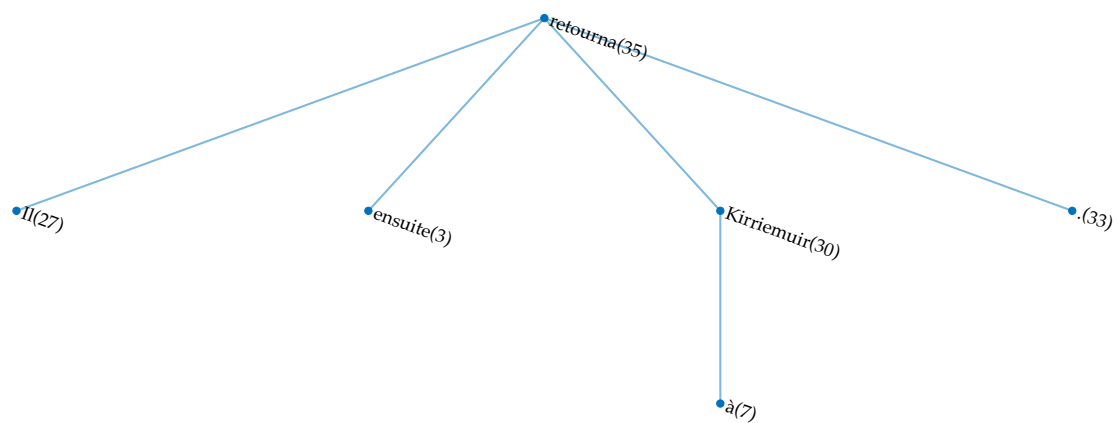 retourna(35)
Il(27)
ensuite(3)
Kirriemuir(30)
.(33)
à(7)